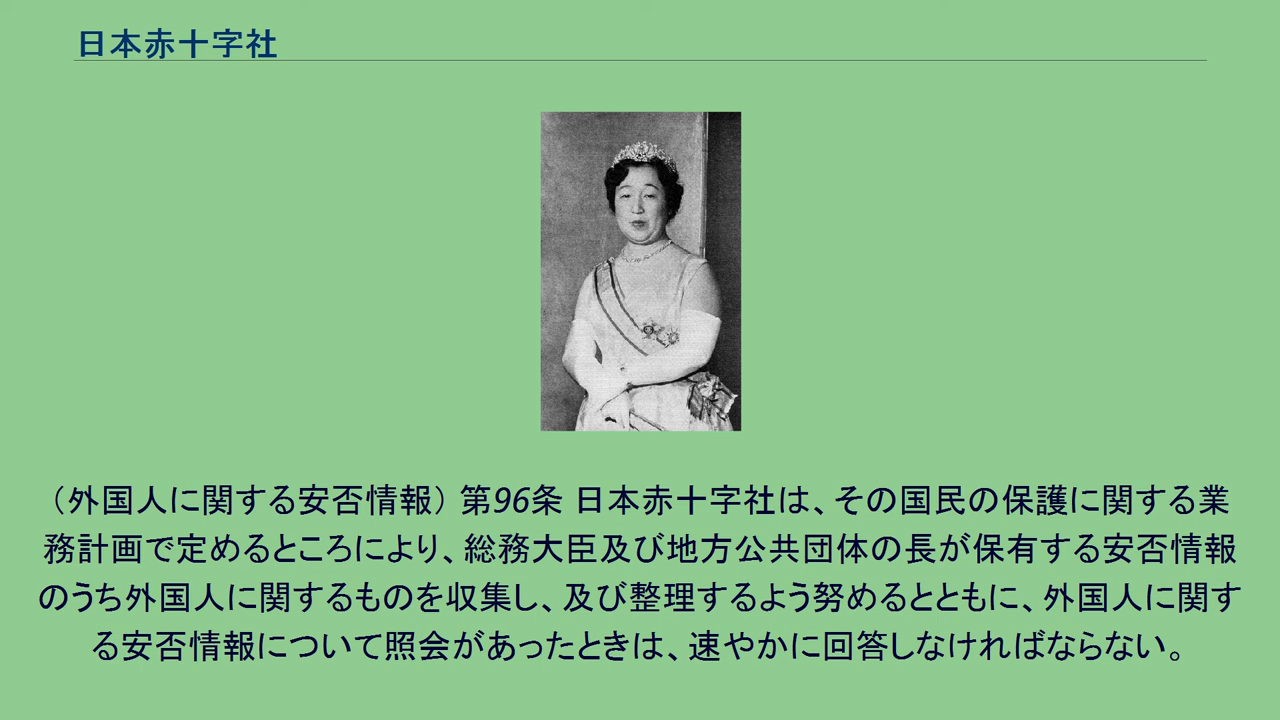 日本赤十字社
（外国人に関する安否情報） 第96条 日本赤十字社は、その国民の保護に関する業
務計画で定めるところにより、総務大臣及び地方公共団体の長が保有する安否情報
のうち外国人に関するものを収集し、及び整理するよう努めるとともに、外国人に関す
る安否情報について照会があったときは、速やかに回答しなければならない。